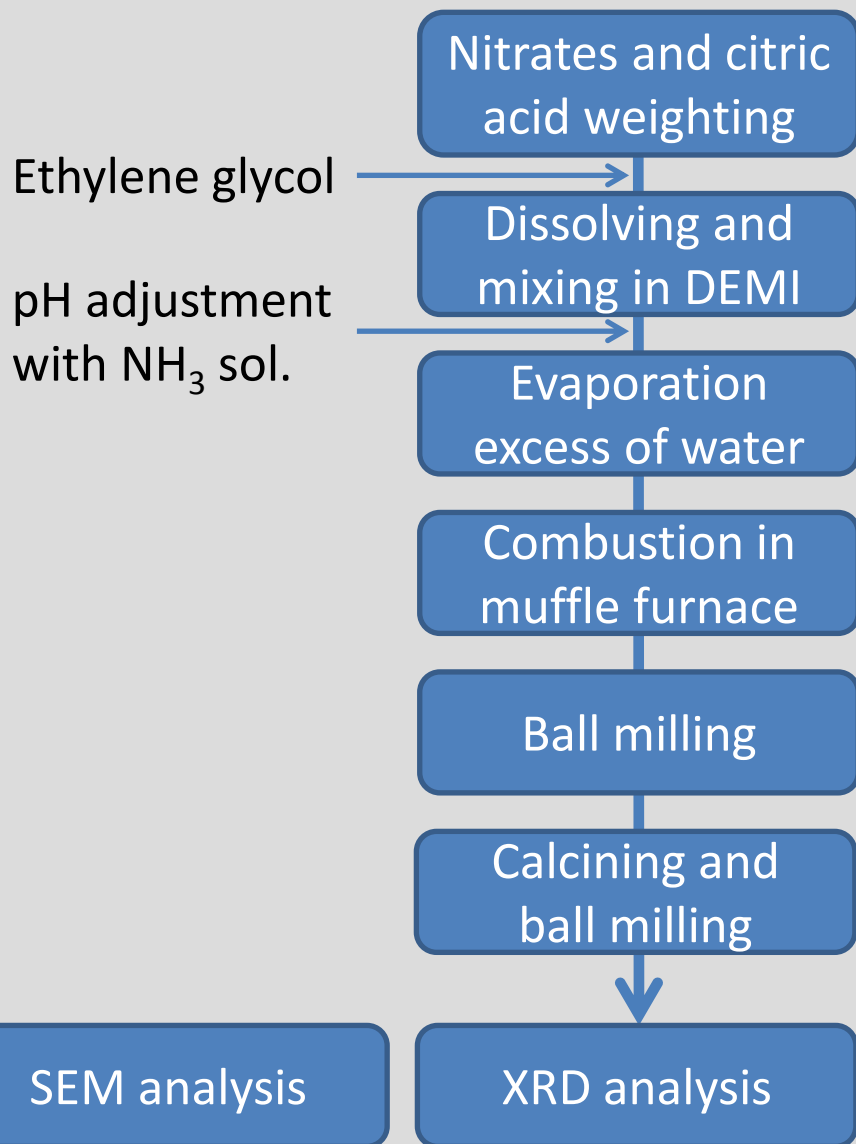 Nitrates and citric
acid weighting
Ethylene glycol
Dissolving and
mixing in DEMI
pH adjustment
with NH₃ sol.
Evaporation
excess of water
Combustion in
muffle furnace
Ball milling
Calcining and
ball milling
SEM analysis
XRD analysis